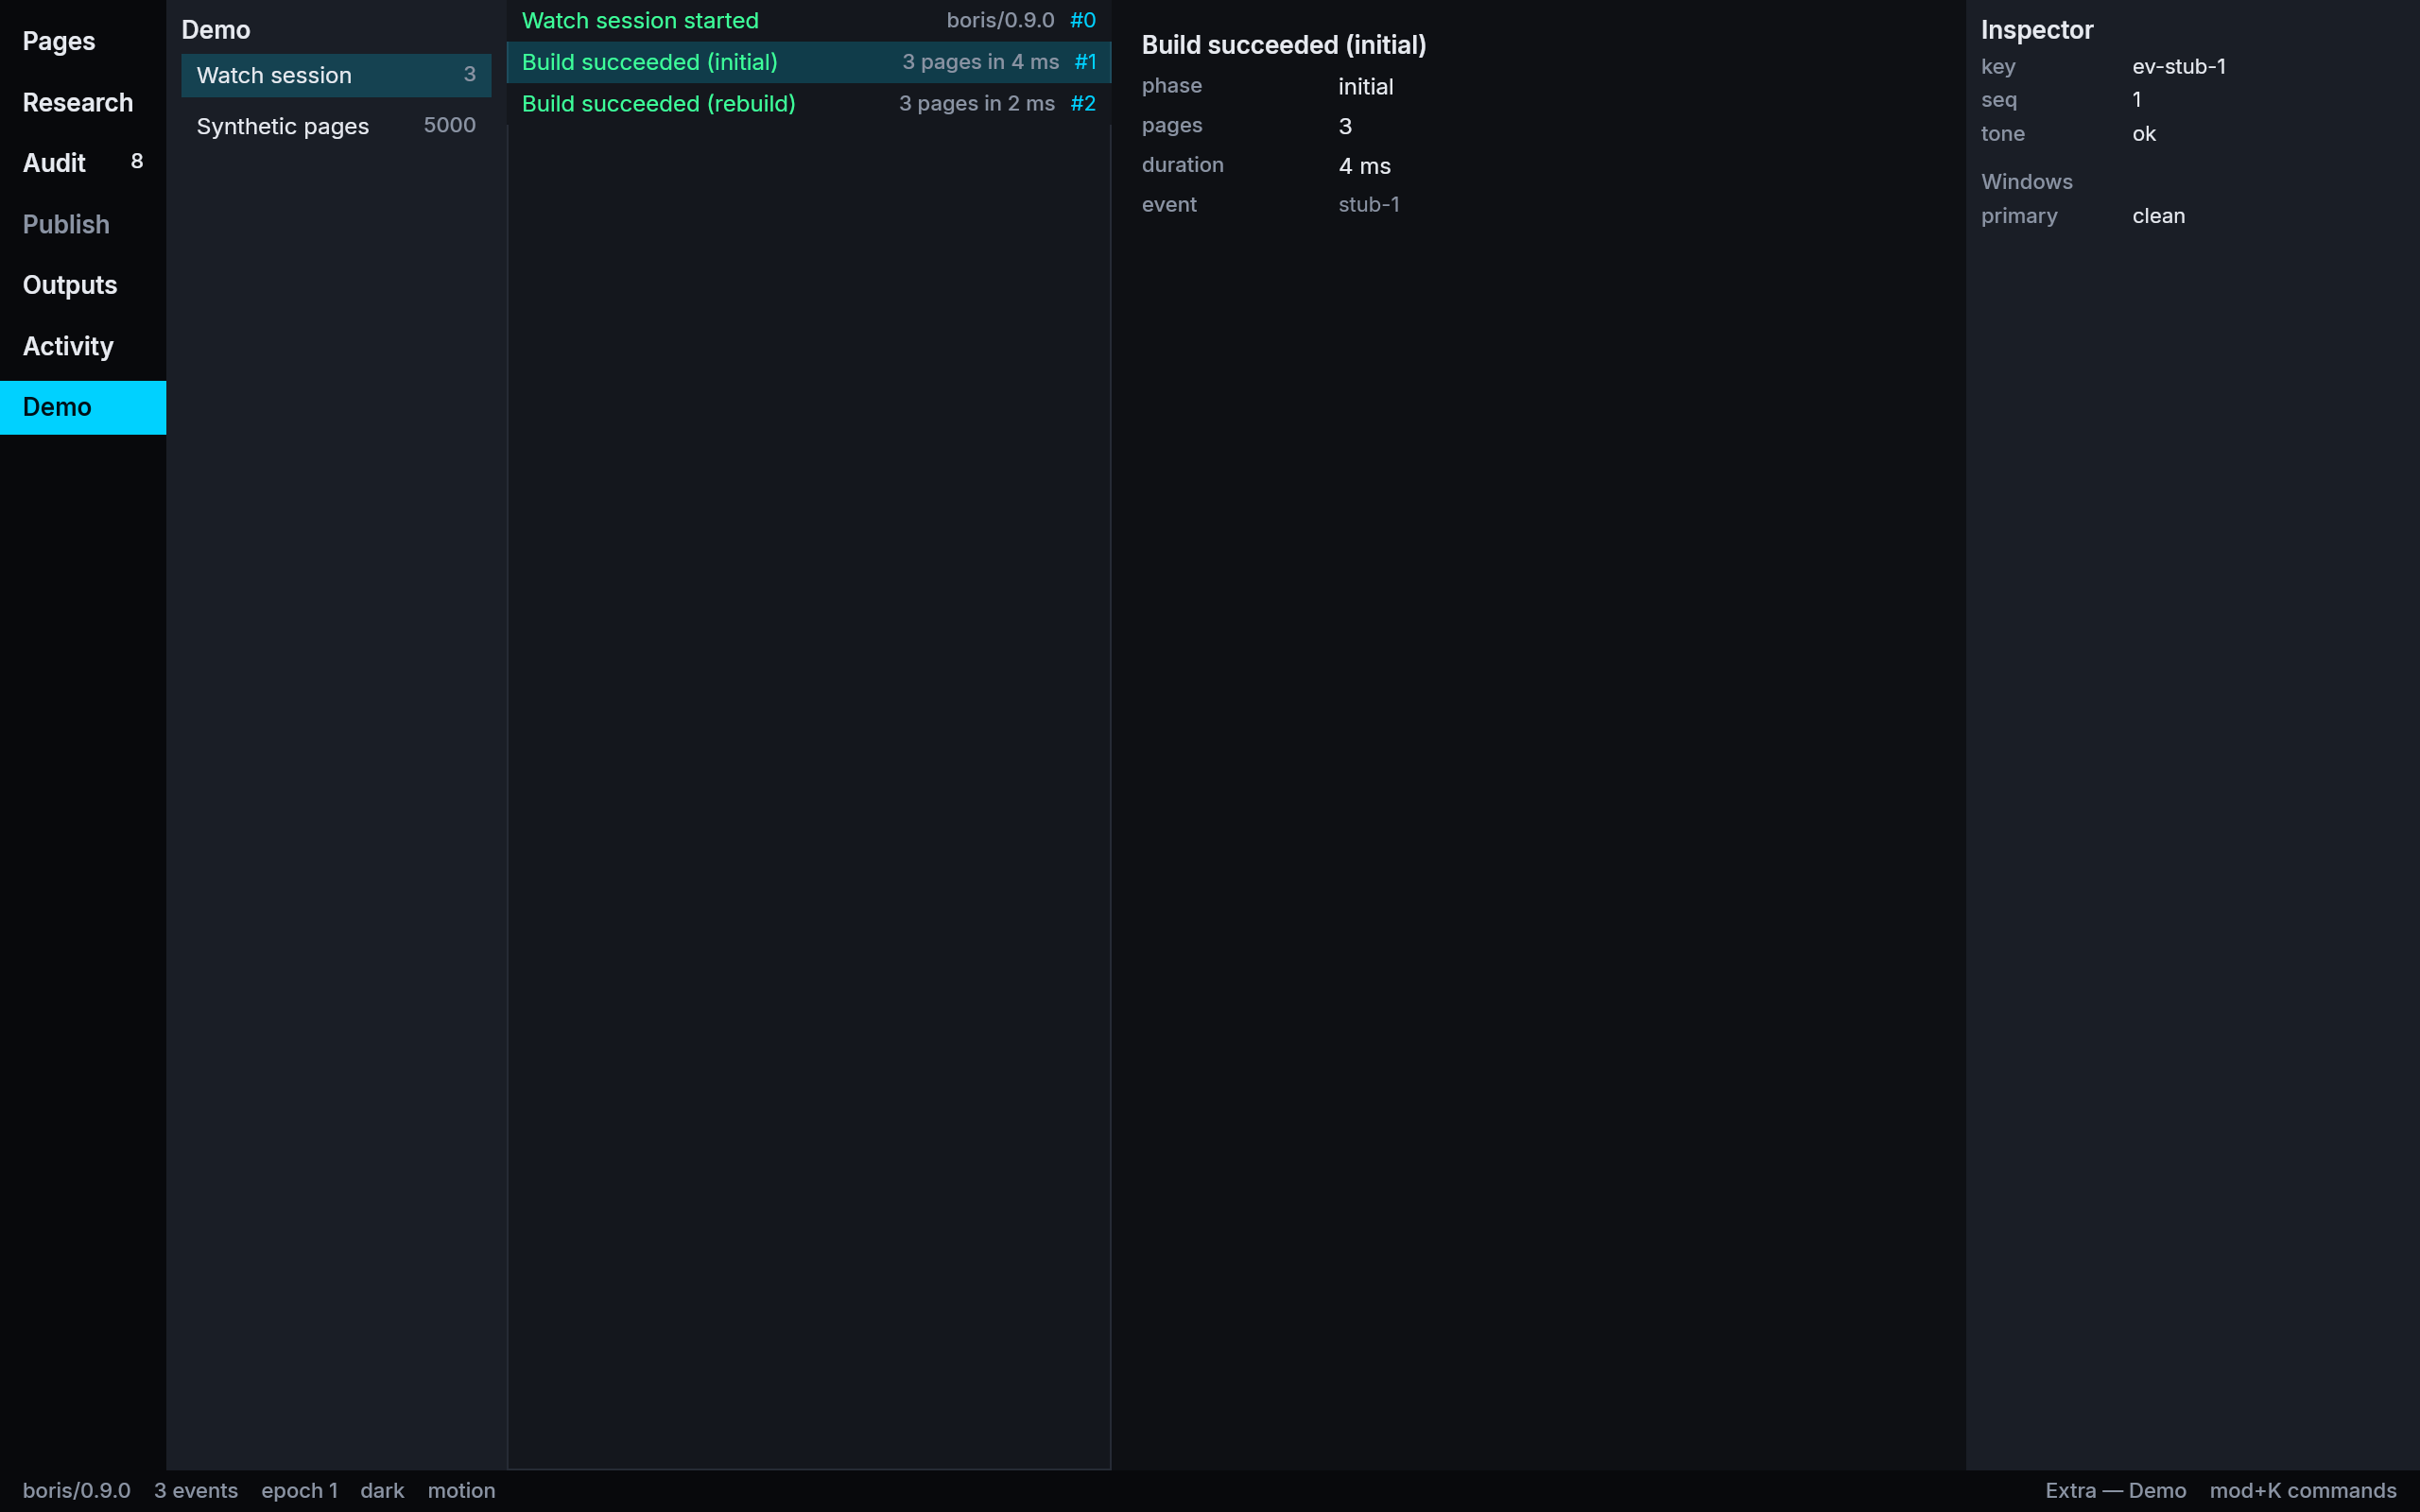 Pages
Research
Audit 8
Publish
Outputs
Activity
Demo
Demo
Watch session 3
Synthetic pages 5000
Watch session started boris/0.9.0 #0
Build succeeded (initial) 3 pages in 4 ms #1
Build succeeded (rebuild) 3 pages in 2 ms #2
Build succeeded (initial)
phase initial
pages 3
duration 4 ms
event stub-1
Inspector
key ev-stub-1
seq 1
tone ok
Windows
primary clean
boris/0.9.0 3 events epoch 1 dark motion
Extra — Demo mod+K commands